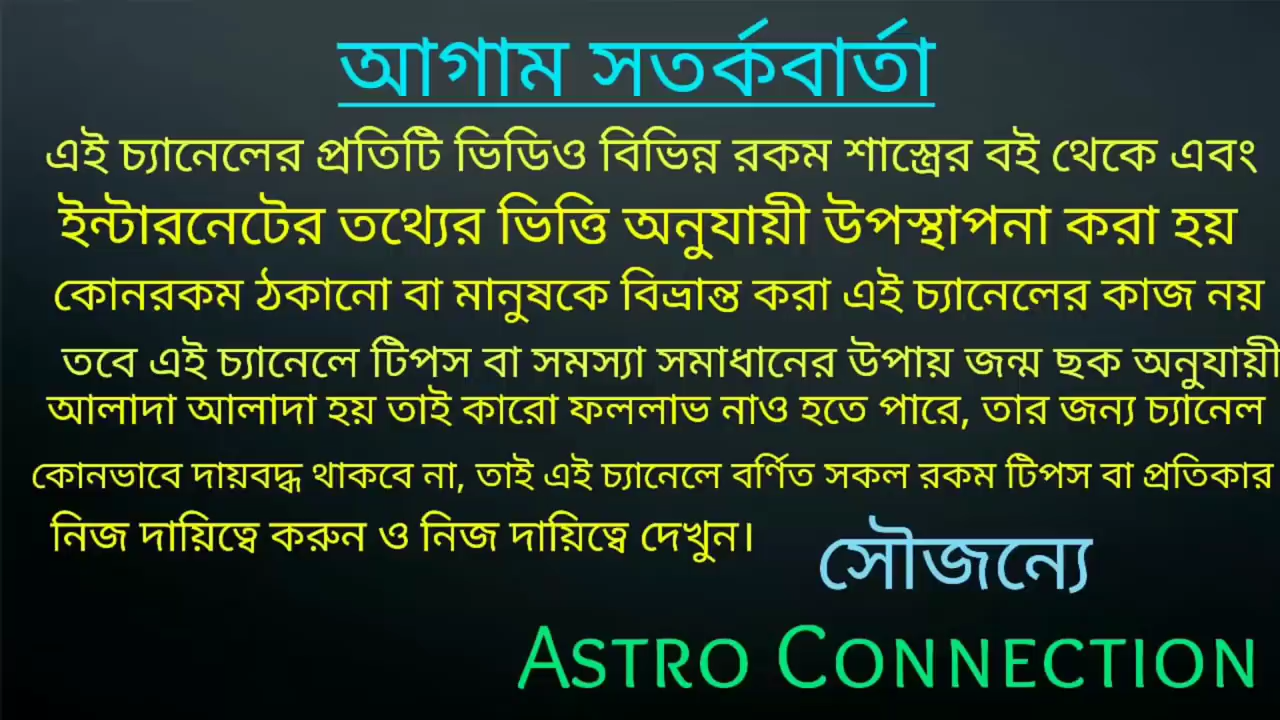 আগাম সতর্কবার্তা
এই চ্যানেলের প্রতিটি ভিডিও বিভিন্ন রকম শাস্ত্রের বই থেকে এবং
ইন্টারনেটের তথ্যের ভিত্তি অনুযায়ী উপস্থাপনা করা হয়
কোনরকম ঠকানো বা মানুষকে বিভ্রান্ত করা এই চ্যানেলের কাজ নয়
তবে এই চ্যানেলে টিপস বা সমস্যা সমাধানের উপায় জন্ম ছক অনুযায়ী
আলাদা আলাদা হয় তাই কারো ফললাভ নাও হতে পারে, তার জন্য চ্যানেল
কোনভাবে দায়বদ্ধ থাকবে না, তাই এই চ্যানেলে বর্ণিত সকল রকম টিপস বা প্রতিকার
নিজ দায়িত্বে করুন ও নিজ দায়িত্বে দেখুন।
সৌজন্যে
ASTRO CONNECTION